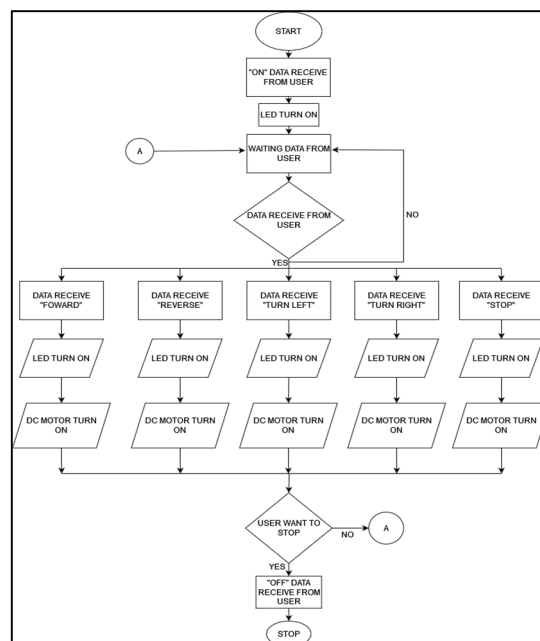 START
"ON" DATA RECEIVE
FROM USER
LED TURN ON
A
WAITING DATA FROM
USER
DATA RECEIVE FROM
USER
NO
YES
DATA RECEIVE
"FOWARD"
DATA RECEIVE
"REVERSE"
DATA RECEIVE
"TURN LEFT"
DATA RECEIVE
"TURN RIGHT"
DATA RECEIVE
"STOP"
LED TURN ON
LED TURN ON
LED TURN ON
LED TURN ON
LED TURN ON
DC MOTOR TURN
ON
DC MOTOR TURN
ON
DC MOTOR TURN
ON
DC MOTOR TURN
ON
DC MOTOR TURN
ON
USER WANT TO
STOP
NO
A
YES
"OFF" DATA
RECEIVE FROM
USER
STOP